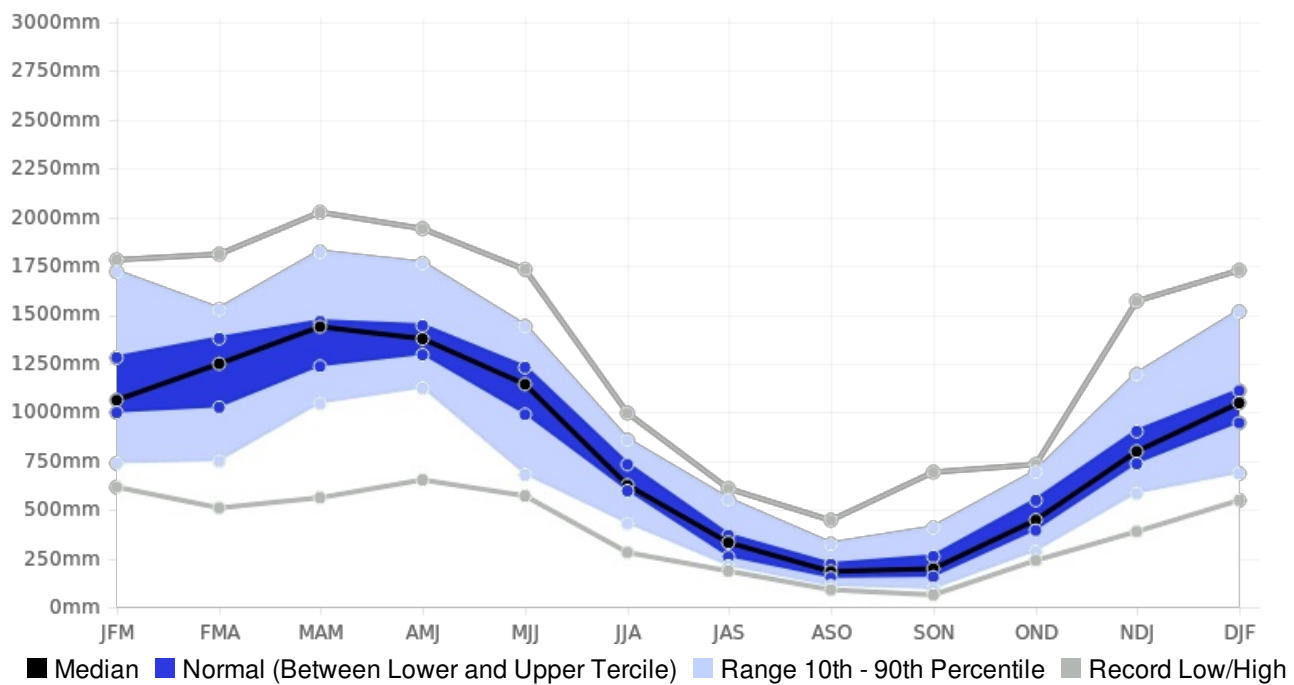 3000mm
2750mm
2500mm
2250mm
2000mm
1750mm
1500mm
1250mm
1000mm
750mm
500mm
250mm
0mm
JFM FMA MAM AMJ MJJ JJA JAS ASO SON OND NDJ DJF
Median Normal (Between Lower and Upper Tercile) Range 10th - 90th Percentile Record Low/High